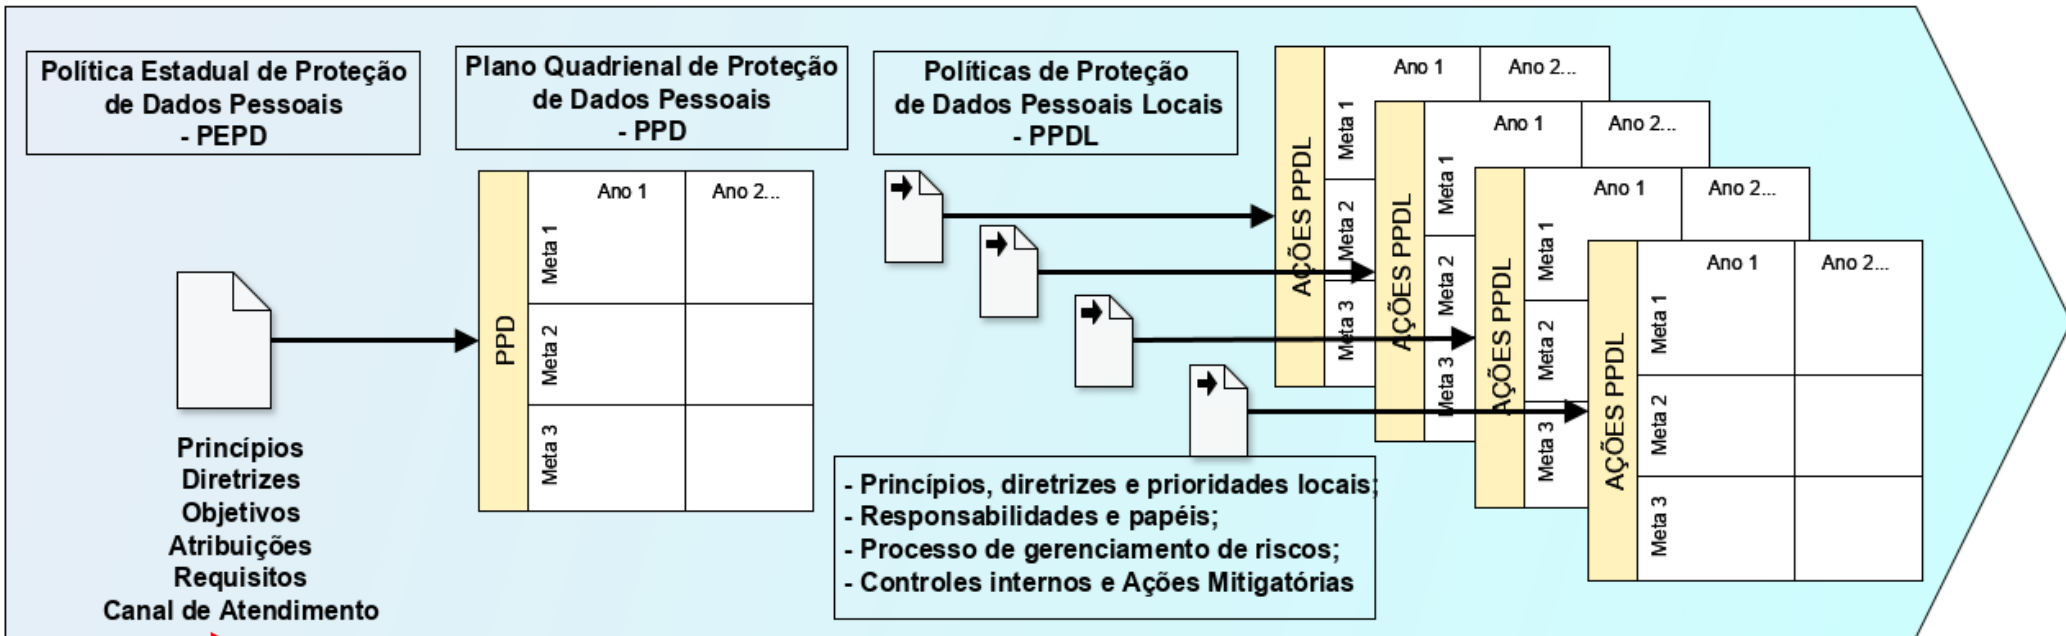 Política Estadual de Proteção
de Dados Pessoais
- PEPD
Princípios
Diretrizes
Objetivos
Atribuições
Requisitos
Canal de Atendimento
Plano Quadrienal de Proteção
de Dados Pessoais
- PPD
PPD
Ano 1
Ano 2...
Meta 1
Meta 2
Meta 3
Políticas de Proteção
de Dados Pessoais Locais
- PPDL
- Princípios, diretrizes e prioridades locais;
- Responsabilidades e papéis;
- Processo de gerenciamento de riscos;
- Controles internos e Ações Mitigatórias
AÇÕES PPDL
Ano 1
Ano 2...
Meta 1
Meta 2
Meta 3
AÇÕES PPDL
Ano 1
Ano 2...
Meta 1
Meta 2
Meta 3
AÇÕES PPDL
Ano 1
Ano 2...
Meta 1
Meta 2
Meta 3
AÇÕES PPDL
Ano 1
Ano 2...
Meta 1
Meta 2
Meta 3